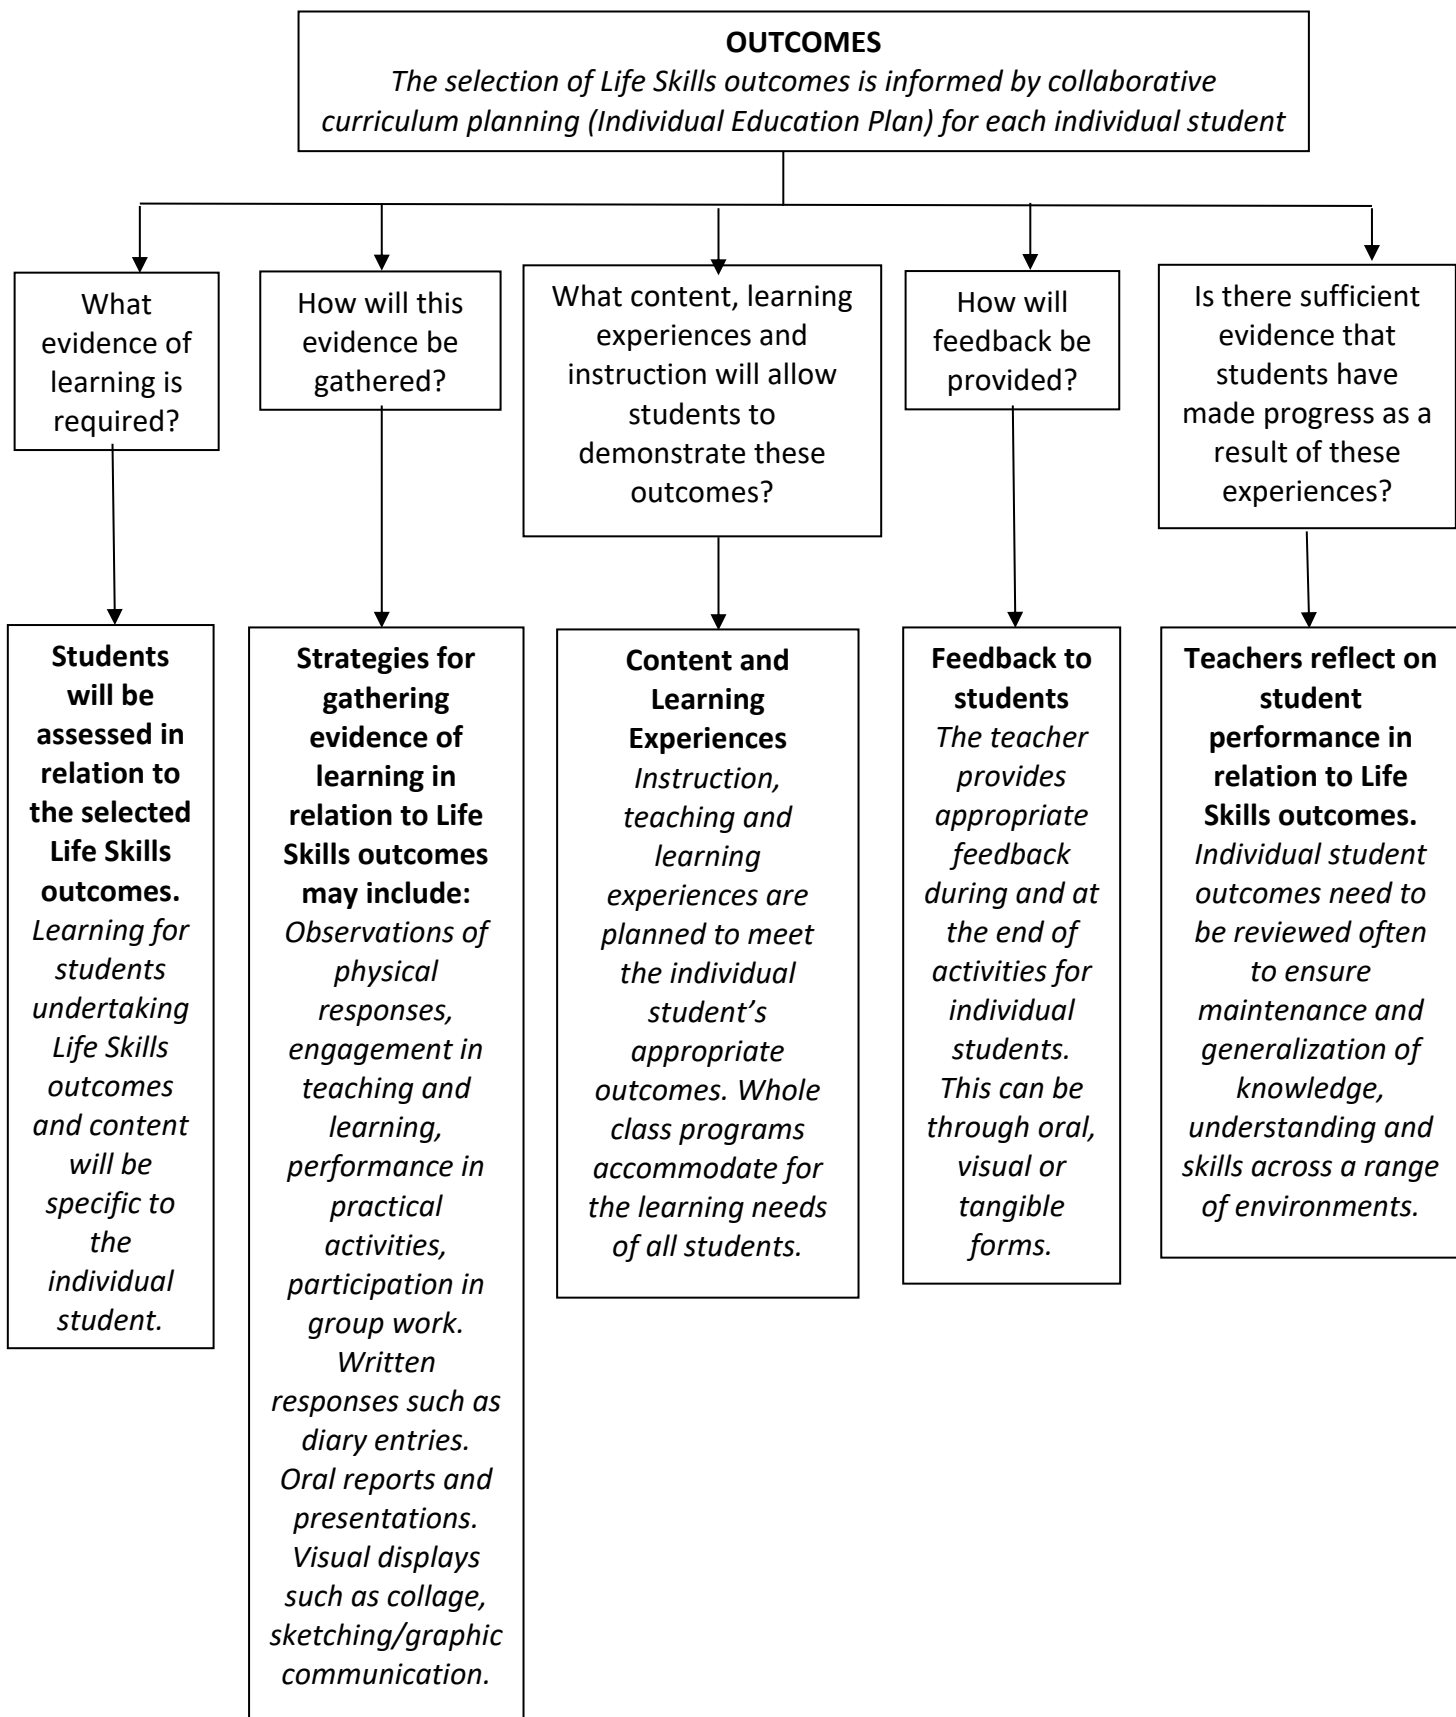 OUTCOMES
The selection of Life Skills outcomes is informed by collaborative
curriculum planning (Individual Education Plan) for each individual student
What
evidence of
learning is
required?
How will this
evidence be
gathered?
What content, learning
experiences and
instruction will allow
students to
demonstrate these
outcomes?
How will
feedback be
provided?
Is there sufficient
evidence that
students have
made progress as a
result of these
experiences?
Students
will be
assessed in
relation to
the selected
Life Skills
outcomes.
Learning for
students
undertaking
Life Skills
outcomes
and content
will be
specific to
the
individual
student.
Strategies for
gathering
evidence of
learning in
relation to Life
Skills outcomes
may include:
Observations of
physical
responses,
engagement in
teaching and
learning,
performance in
practical
activities,
participation in
group work.
Written
responses such as
diary entries.
Oral reports and
presentations.
Visual displays
such as collage,
sketching/graphic
communication.
Content and
Learning
Experiences
Instruction,
teaching and
learning
experiences are
planned to meet
the individual
student’s
appropriate
outcomes. Whole
class programs
accommodate for
the learning needs
of all students.
Feedback to
students
The teacher
provides
appropriate
feedback
during and at
the end of
activities for
individual
students.
This can be
through oral,
visual or
tangible
forms.
Teachers reflect on
student
performance in
relation to Life
Skills outcomes.
Individual student
outcomes need to
be reviewed often
to ensure
maintenance and
generalization of
knowledge,
understanding and
skills across a range
of environments.